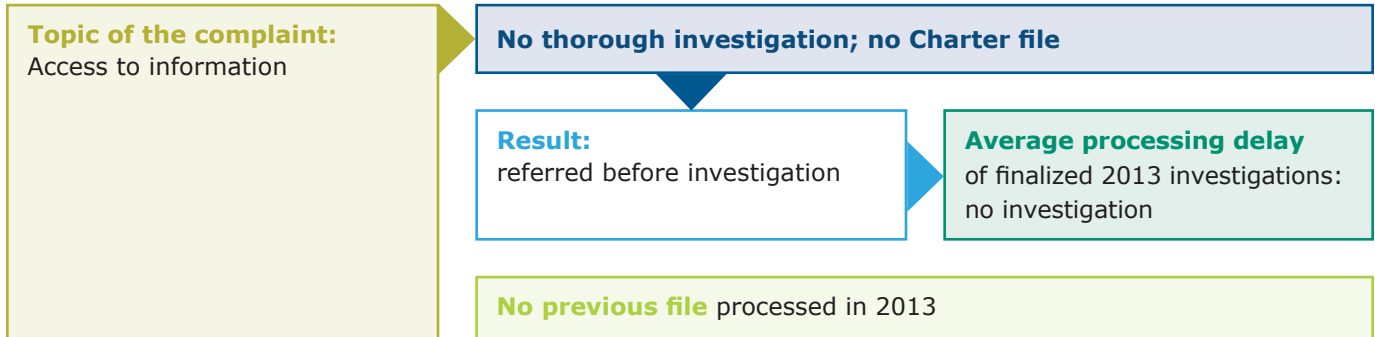 Topic of the complaint:
Access to information
No thorough investigation; no Charter file
Result:
referred before investigation
Average processing delay
of finalized 2013 investigations:
no investigation
No previous file processed in 2013